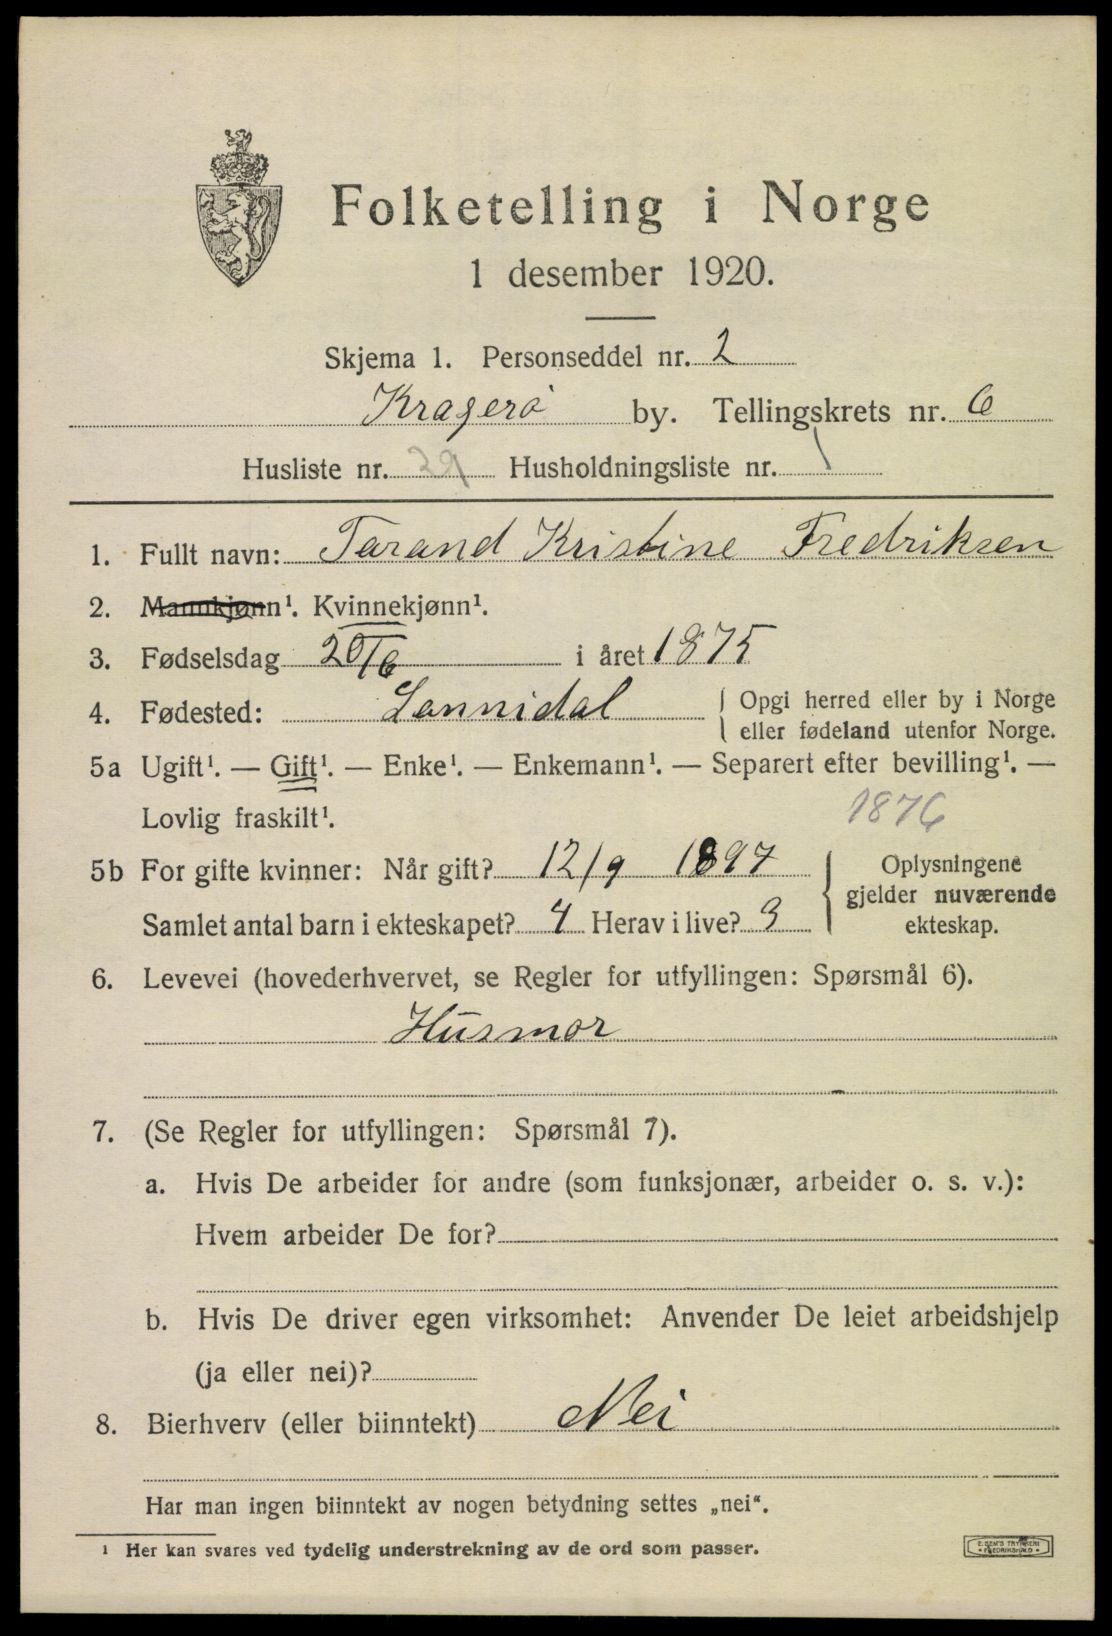 Folketelling i Norge
1 desember 1920.
Skjema 1. Personseddel nr. 2
Kragerø by. Tellingskrets nr. 6
Husliste nr. 29 Husholdningsliste nr. 1
1. Fullt navn: Tarand Kristine Fredriksen
2. Mannkjønn¹. Kvinnekjønn¹.
3. Fødselsdag 20/6 i året 1875
4. Fødested: Sannidal { Opgi herred eller by i Norge
eller fødeland utenfor Norge.
5a Ugift¹. — Gift¹. — Enke¹. — Enkemann¹. — Separert efter bevilling¹. —
Lovlig fraskilt¹. 1876
5b For gifte kvinner: Når gift? 12/9 1897 { Oplysningene
gjelder nuværende
Samlet antal barn i ekteskapet? 4 Herav i live? 3 ekteskap.
6. Levevei (hovederhvervet, se Regler for utfyllingen: Spørsmål 6).
Husmor
7. (Se Regler for utfyllingen: Spørsmål 7).
a. Hvis De arbeider for andre (som funksjonær, arbeider o. s. v.):
Hvem arbeider De for?
b. Hvis De driver egen virksomhet: Anvender De leiet arbeidshjelp
(ja eller nei)?
8. Bierhverv (eller biinntekt) Nei
Har man ingen biinntekt av nogen betydning settes „nei“.
¹ Her kan svares ved tydelig understrekning av de ord som passer.